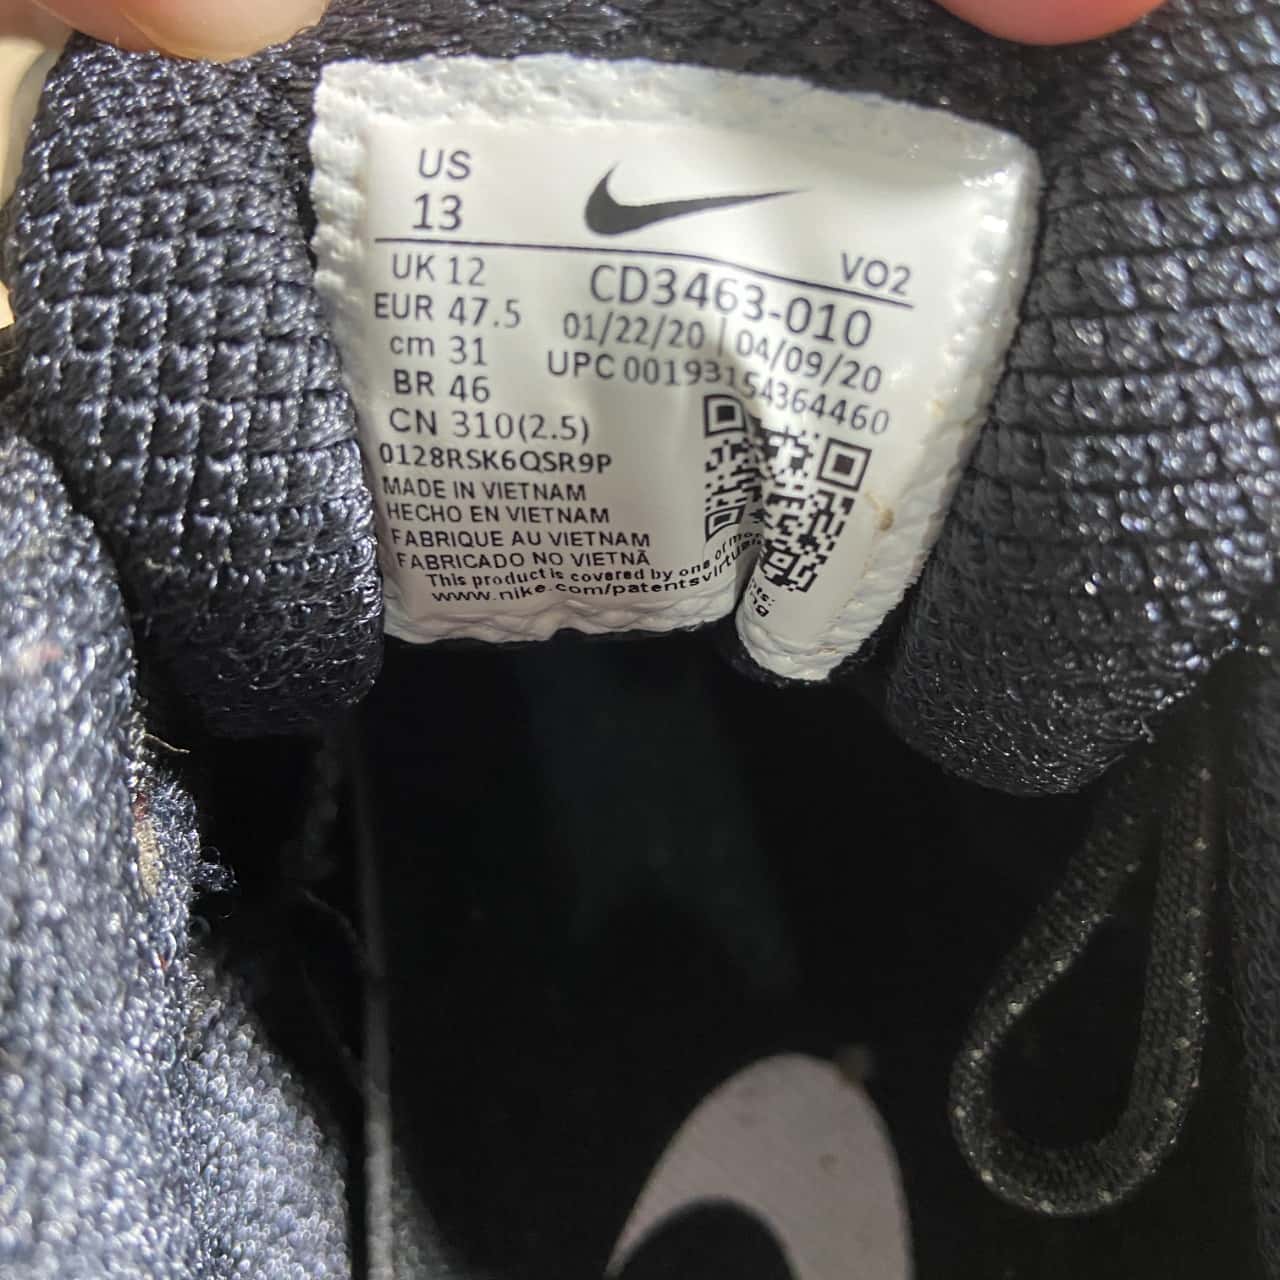 US
13
VO2
UK 12
CD3463-010
EUR 47.5
01/22/20 | 04/09/20
cm 31
UPC 00193154364460
BR 46
CN 310(2.5)
0128RSK6QSR9P
MADE IN VIETNAM
HECHO EN VIETNAM
FABRIQUE AU VIETNAM
FABRICADO NO VIETNÃ
This product is covered by one or more
www.nike.com/patents